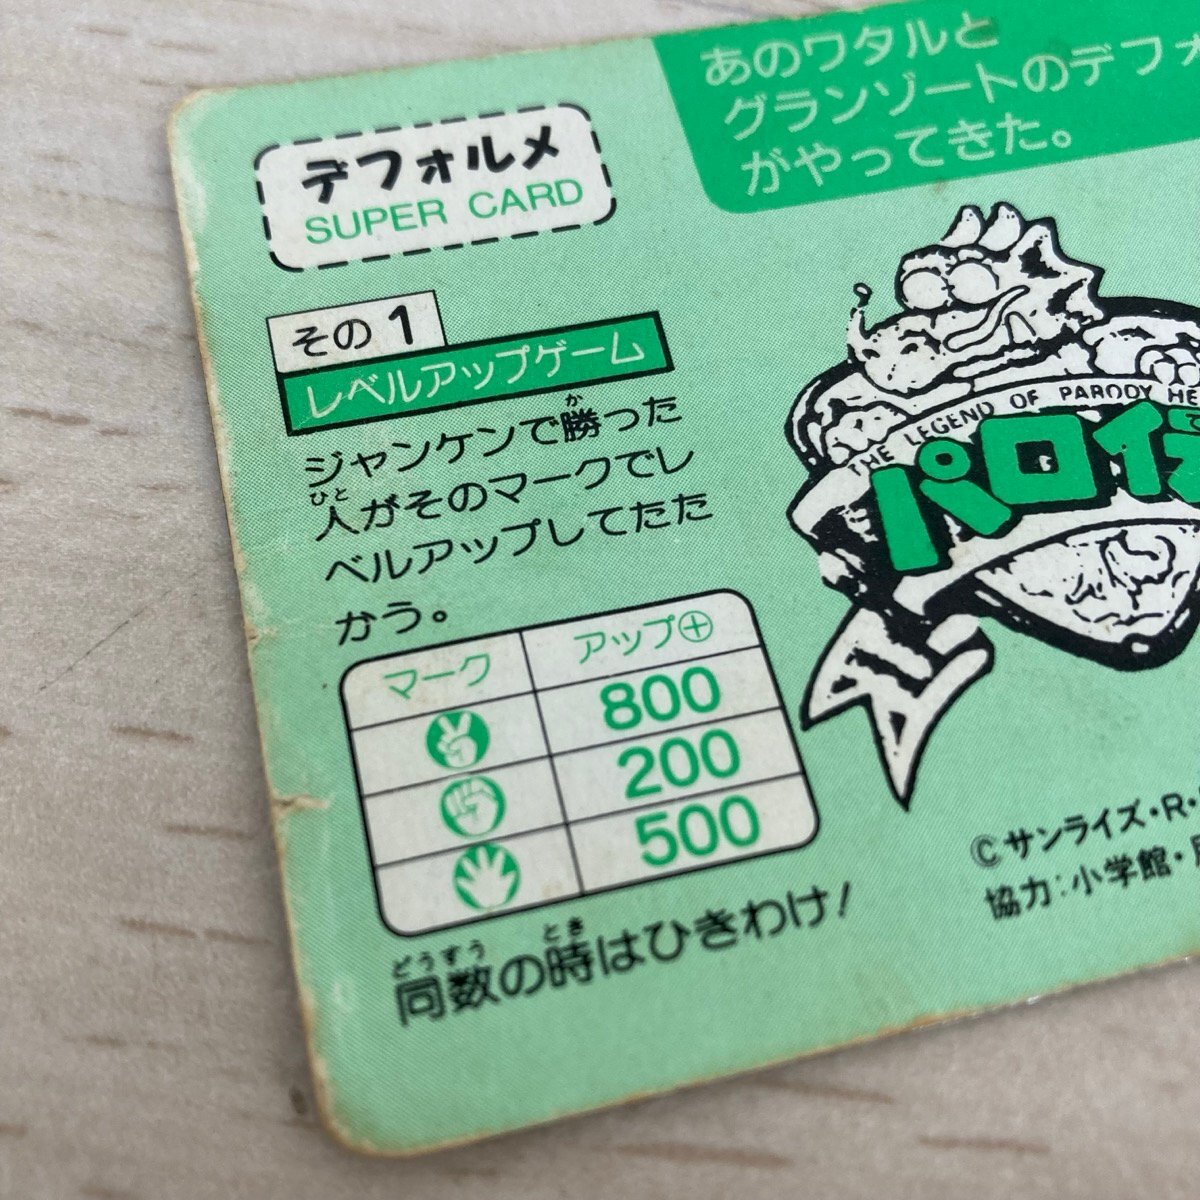 デフォルメ
SUPER CARD
あのワタルと
グランゾートのデフォ
がやってきた。
その1
レベルアップゲーム
ジャンケンで勝った
人がそのマークでレ
ベルアップしてたた
かう。
マーク アップ⊕
800
200
500
同数の時はひきわけ!
THE LEGEND OF PARODY HE
パロ伝
©サンライズ・R・
協力:小学館・